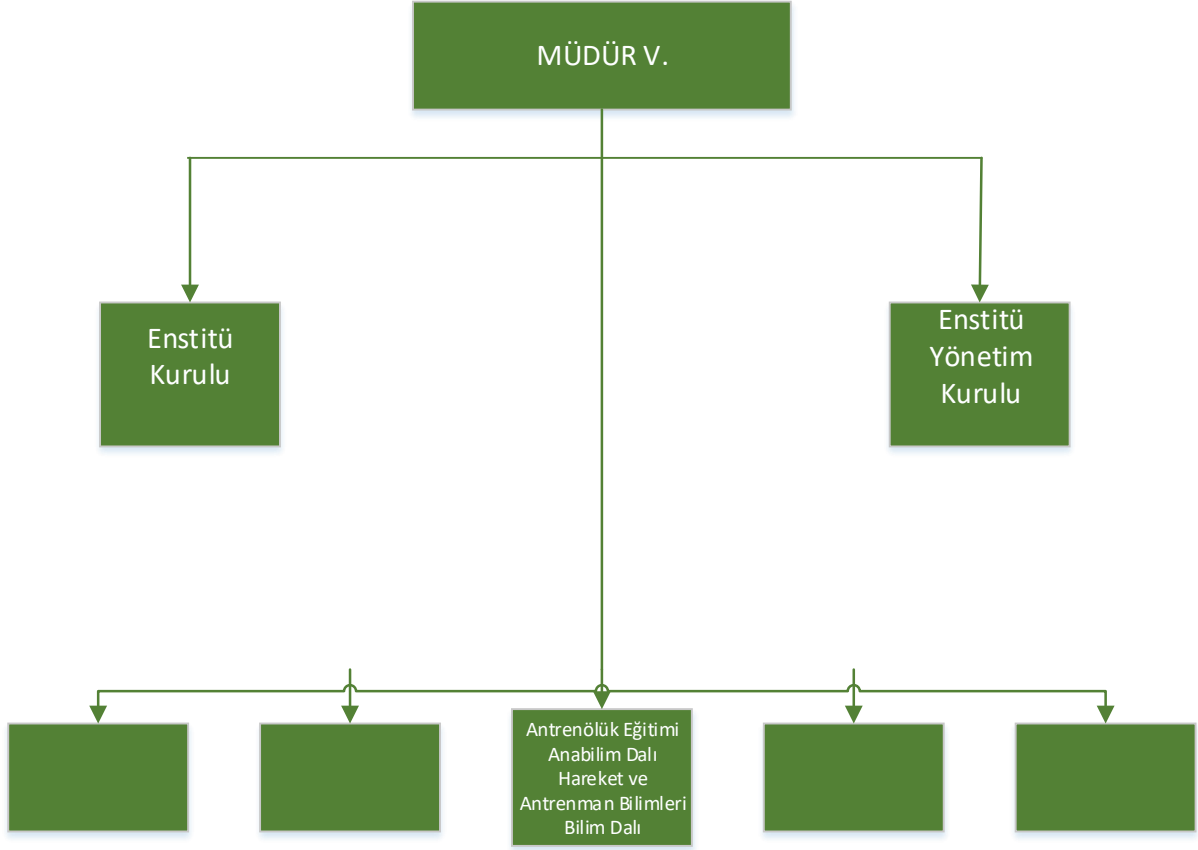 MÜDÜR V.
Enstitü
Kurulu
Enstitü
Yönetim
Kurulu
Antrenölük Eğitimi
Anabilim Dalı
Hareket ve
Antrenman Bilimleri
Bilim Dalı